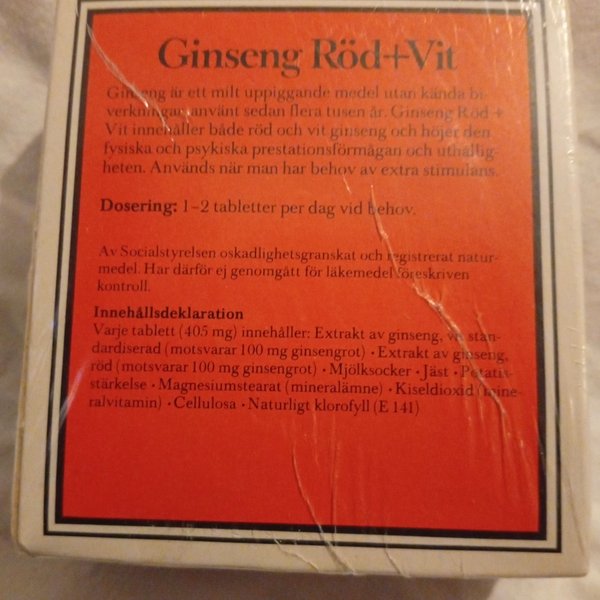 Ginseng Röd+Vit
Ginseng är ett milt uppiggande medel utan kända bi-
verkningar, använt sedan flera tusen år. Ginseng Röd +
Vit innehåller både röd och vit ginseng och höjer den
fysiska och psykiska prestationsförmågan och uthållig-
heten. Används när man har behov av extra stimulans.
Dosering: 1–2 tabletter per dag vid behov.
Av Socialstyrelsen oskadlighetsgranskat och registrerat natur-
medel. Har därför ej genomgått för läkemedel föreskriven
kontroll.
Innehållsdeklaration
Varje tablett (405 mg) innehåller: Extrakt av ginseng, vit stan-
dardiserad (motsvarar 100 mg ginsengrot) · Extrakt av ginseng,
röd (motsvarar 100 mg ginsengrot) · Mjölksocker · Jäst · Potatis-
stärkelse · Magnesiumstearat (mineralämne) · Kiseldioxid (mine-
ralvitamin) · Cellulosa · Naturligt klorofyll (E 141)